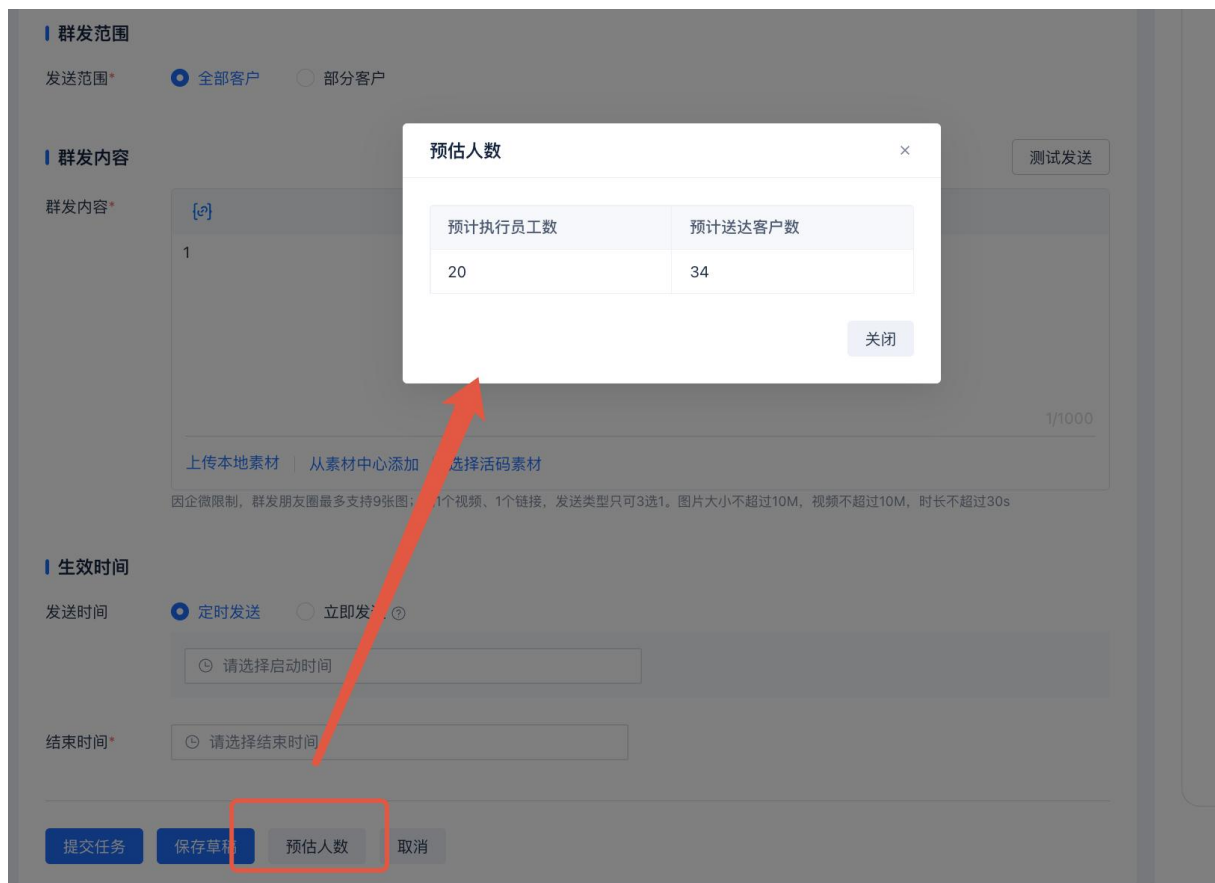 群发范围
发送范围* 全部客户 部分客户
预估人数 ×
群发内容 测试发送
群发内容*
预计执行员工数 预计送达客户数
1
20 34
关闭
1/1000
上传本地素材 从素材中心添加 选择活码素材
因企微限制，群发朋友圈最多支持9张图；1个视频、1个链接，发送类型只可3选1。图片大小不超过10M，视频不超过10M，时长不超过30s
生效时间
发送时间 定时发送 立即发
请选择启动时间
结束时间* 请选择结束时间
提交任务 保存草稿 预估人数 取消